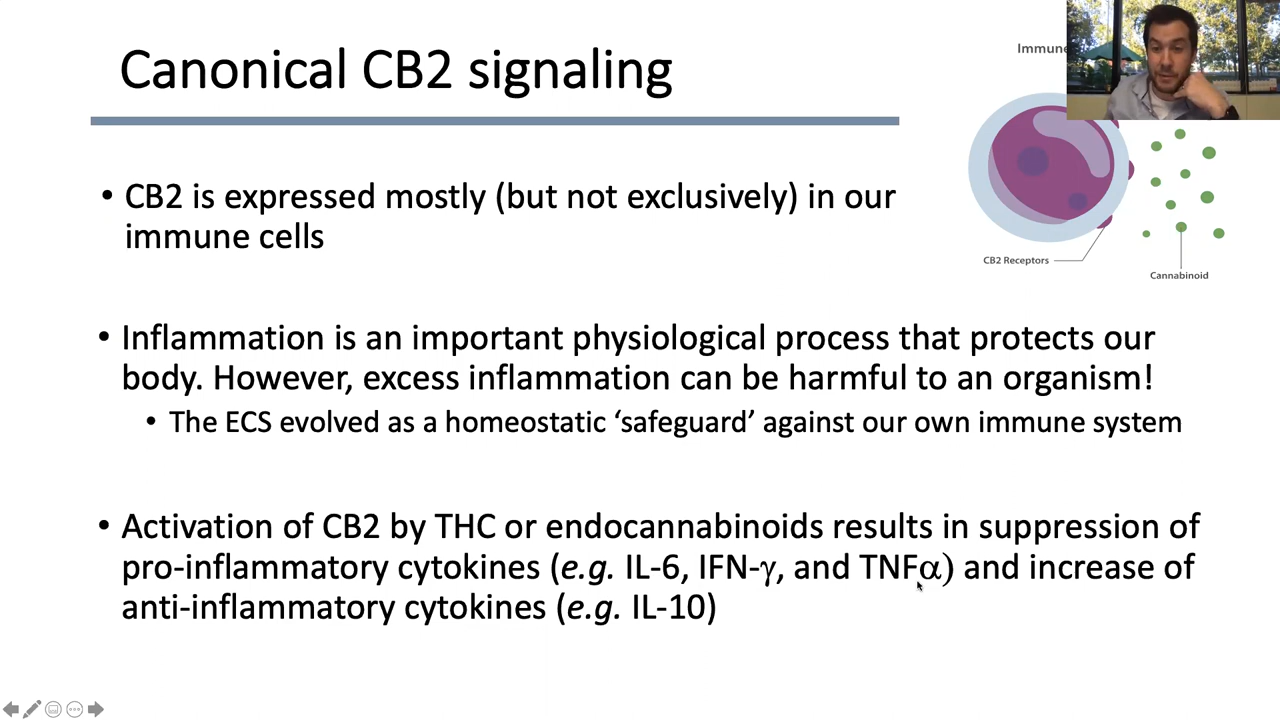 Canonical CB2 signaling
Immune
• CB2 is expressed mostly (but not exclusively) in our
immune cells
CB2 Receptors
Cannabinoid
• Inflammation is an important physiological process that protects our
body. However, excess inflammation can be harmful to an organism!
• The ECS evolved as a homeostatic ‘safeguard’ against our own immune system
• Activation of CB2 by THC or endocannabinoids results in suppression of
pro-inflammatory cytokines (e.g. IL-6, IFN-γ, and TNFα) and increase of
anti-inflammatory cytokines (e.g. IL-10)